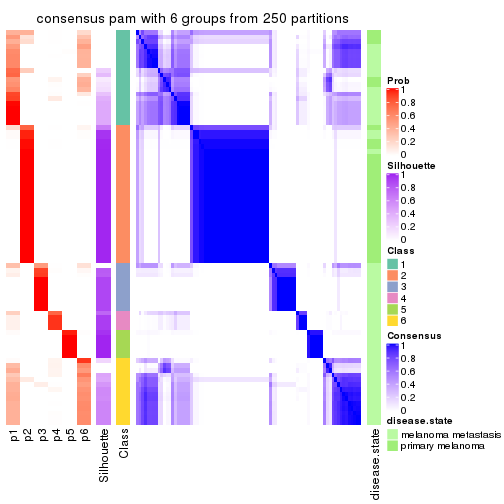 consensus pam with 6 groups from 250 partitions
p1
p2
p3
p4
p5
p6
Silhouette
Class
disease.state
Prob
1
0.8
0.6
0.4
0.2
0
Silhouette
1
0.8
0.6
0.4
0.2
0
Class
1
2
3
4
5
6
Consensus
1
0.8
0.6
0.4
0.2
0
disease.state
melanoma metastasis
primary melanoma